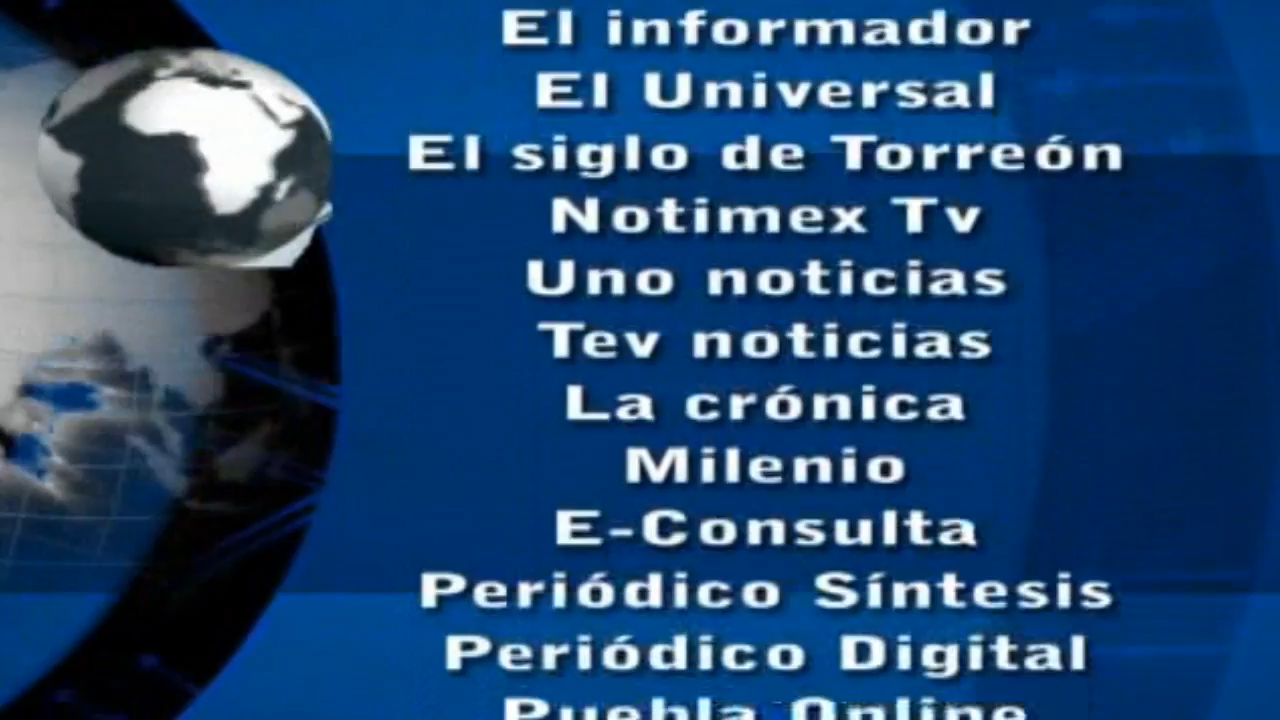 El informador
El Universal
El siglo de Torreón
Notimex Tv
Uno noticias
Tev noticias
La crónica
Milenio
E-Consulta
Periódico Síntesis
Periódico Digital
Puebla Online